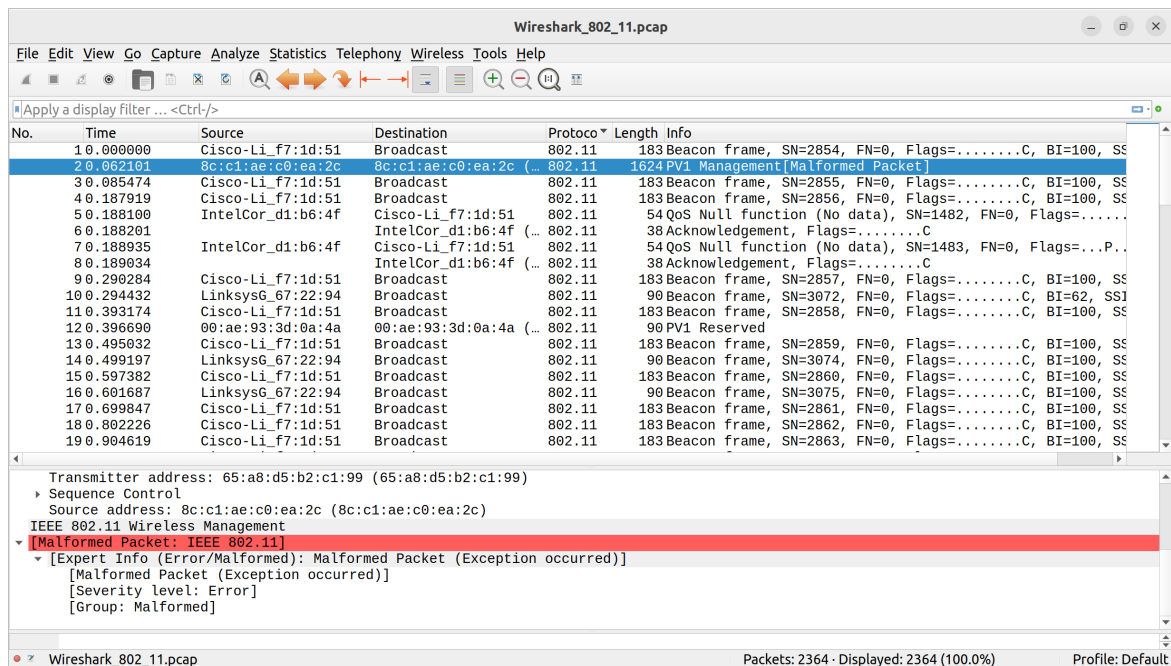 Wireshark_802_11.pcap
File Edit View Go Capture Analyze Statistics Telephony Wireless Tools Help
Apply a display filter … <Ctrl-/>
No. Time Source Destination Protoco Length Info
1 0.000000 Cisco-Li_f7:1d:51 Broadcast 802.11 183 Beacon frame, SN=2854, FN=0, Flags=........C, BI=100, SS
2 0.062101 8c:c1:ae:c0:ea:2c 8c:c1:ae:c0:ea:2c (… 802.11 1624 PV1 Management[Malformed Packet]
3 0.085474 Cisco-Li_f7:1d:51 Broadcast 802.11 183 Beacon frame, SN=2855, FN=0, Flags=........C, BI=100, SS
4 0.187919 Cisco-Li_f7:1d:51 Broadcast 802.11 183 Beacon frame, SN=2856, FN=0, Flags=........C, BI=100, SS
5 0.188100 IntelCor_d1:b6:4f Cisco-Li_f7:1d:51 802.11 54 QoS Null function (No data), SN=1482, FN=0, Flags=......
6 0.188201 IntelCor_d1:b6:4f (… 802.11 38 Acknowledgement, Flags=........C
7 0.188935 IntelCor_d1:b6:4f Cisco-Li_f7:1d:51 802.11 54 QoS Null function (No data), SN=1483, FN=0, Flags=...P..
8 0.189034 IntelCor_d1:b6:4f (… 802.11 38 Acknowledgement, Flags=........C
9 0.290284 Cisco-Li_f7:1d:51 Broadcast 802.11 183 Beacon frame, SN=2857, FN=0, Flags=........C, BI=100, SS
10 0.294432 LinksysG_67:22:94 Broadcast 802.11 90 Beacon frame, SN=3072, FN=0, Flags=........C, BI=62, SSI
11 0.393174 Cisco-Li_f7:1d:51 Broadcast 802.11 183 Beacon frame, SN=2858, FN=0, Flags=........C, BI=100, SS
12 0.396690 00:ae:93:3d:0a:4a 00:ae:93:3d:0a:4a (… 802.11 90 PV1 Reserved
13 0.495032 Cisco-Li_f7:1d:51 Broadcast 802.11 183 Beacon frame, SN=2859, FN=0, Flags=........C, BI=100, SS
14 0.499197 LinksysG_67:22:94 Broadcast 802.11 90 Beacon frame, SN=3074, FN=0, Flags=........C, BI=100, SS
15 0.597382 Cisco-Li_f7:1d:51 Broadcast 802.11 183 Beacon frame, SN=2860, FN=0, Flags=........C, BI=100, SS
16 0.601687 LinksysG_67:22:94 Broadcast 802.11 90 Beacon frame, SN=3075, FN=0, Flags=........C, BI=100, SS
17 0.699847 Cisco-Li_f7:1d:51 Broadcast 802.11 183 Beacon frame, SN=2861, FN=0, Flags=........C, BI=100, SS
18 0.802226 Cisco-Li_f7:1d:51 Broadcast 802.11 183 Beacon frame, SN=2862, FN=0, Flags=........C, BI=100, SS
19 0.904619 Cisco-Li_f7:1d:51 Broadcast 802.11 183 Beacon frame, SN=2863, FN=0, Flags=........C, BI=100, SS
Transmitter address: 65:a8:d5:b2:c1:99 (65:a8:d5:b2:c1:99)
Sequence Control
Source address: 8c:c1:ae:c0:ea:2c (8c:c1:ae:c0:ea:2c)
IEEE 802.11 Wireless Management
[Malformed Packet: IEEE 802.11]
[Expert Info (Error/Malformed): Malformed Packet (Exception occurred)]
[Malformed Packet (Exception occurred)]
[Severity level: Error]
[Group: Malformed]
Wireshark_802_11.pcap Packets: 2364 · Displayed: 2364 (100.0%) Profile: Default